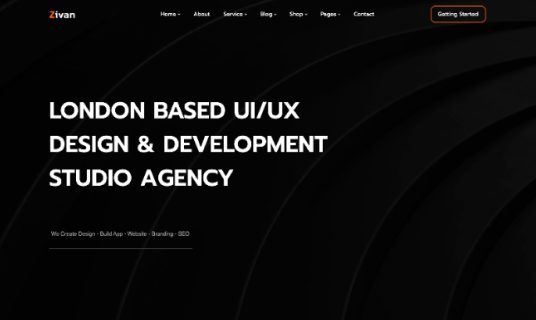 Zivan
Home About Service Blog Shop Pages Contact
Getting Started
LONDON BASED UI/UX
DESIGN & DEVELOPMENT
STUDIO AGENCY
We Create Design - Build App - Website - Branding - SEO